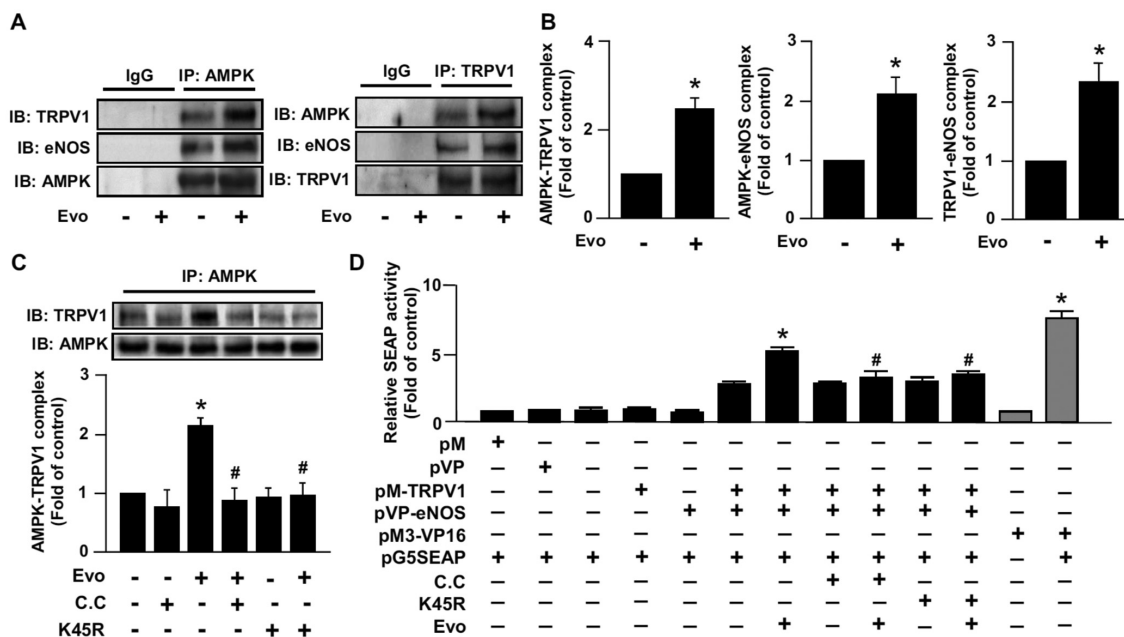 A
IgG IP: AMPK
IB: TRPV1
IB: eNOS
IB: AMPK
Evo - + - +
IgG IP: TRPV1
IB: AMPK
IB: eNOS
IB: TRPV1
- + - +
B
AMPK-TRPV1 complex
(Fold of control)
4
2
0
*
Evo - +
AMPK-eNOS complex
(Fold of control)
3
2
1
0
*
Evo - +
TRPV1-eNOS complex
(Fold of control)
3
2
1
0
*
Evo - +
C
IP: AMPK
IB: TRPV1
IB: AMPK
AMPK-TRPV1 complex
(Fold of control)
3
2
1
0
* # #
Evo - - + + - +
C.C - + - + - -
K45R - - - - + +
D
Relative SEAP activity
(Fold of control)
10
5
0
* # # *
pM + – – – – – – – – – – – –
pVP – + – – – – – – – – – – –
pM-TRPV1 – – – + – + + + + + + – –
pVP-eNOS – – – – + + + + + + + – –
pM3-VP16 – – – – – – – – – – – + +
pG5SEAP + + + + + + + + + + + – +
C.C – – – – – – – + + – – – –
K45R – – – – – – – – – + + – –
Evo – – – – – – + – + – + – –